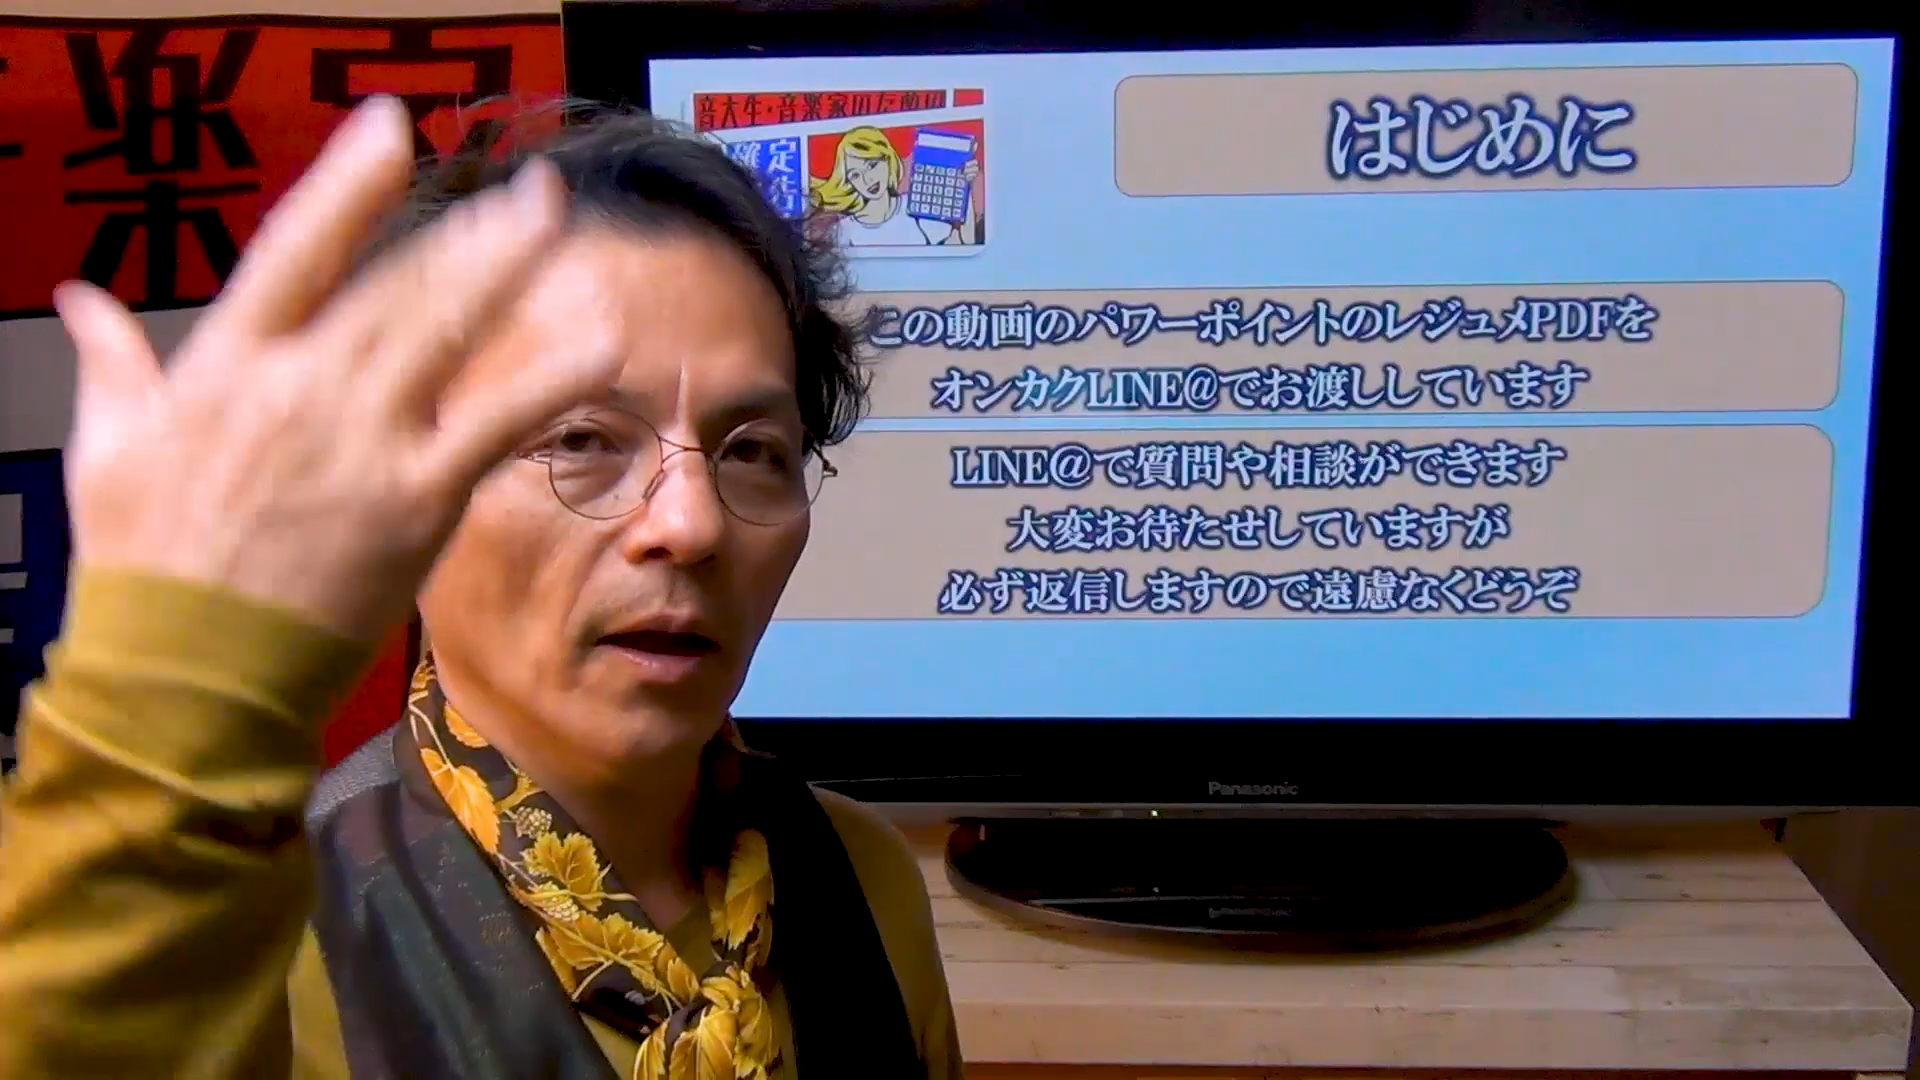 楽家
音大生・音楽家のための
確定
はじめに
この動画のパワーポイントのレジュメPDFを
オンカクLINE@でお渡ししています
LINE@で質問や相談ができます
大変お待たせしていますが
必ず返信しますので遠慮なくどうぞ
Panasonic